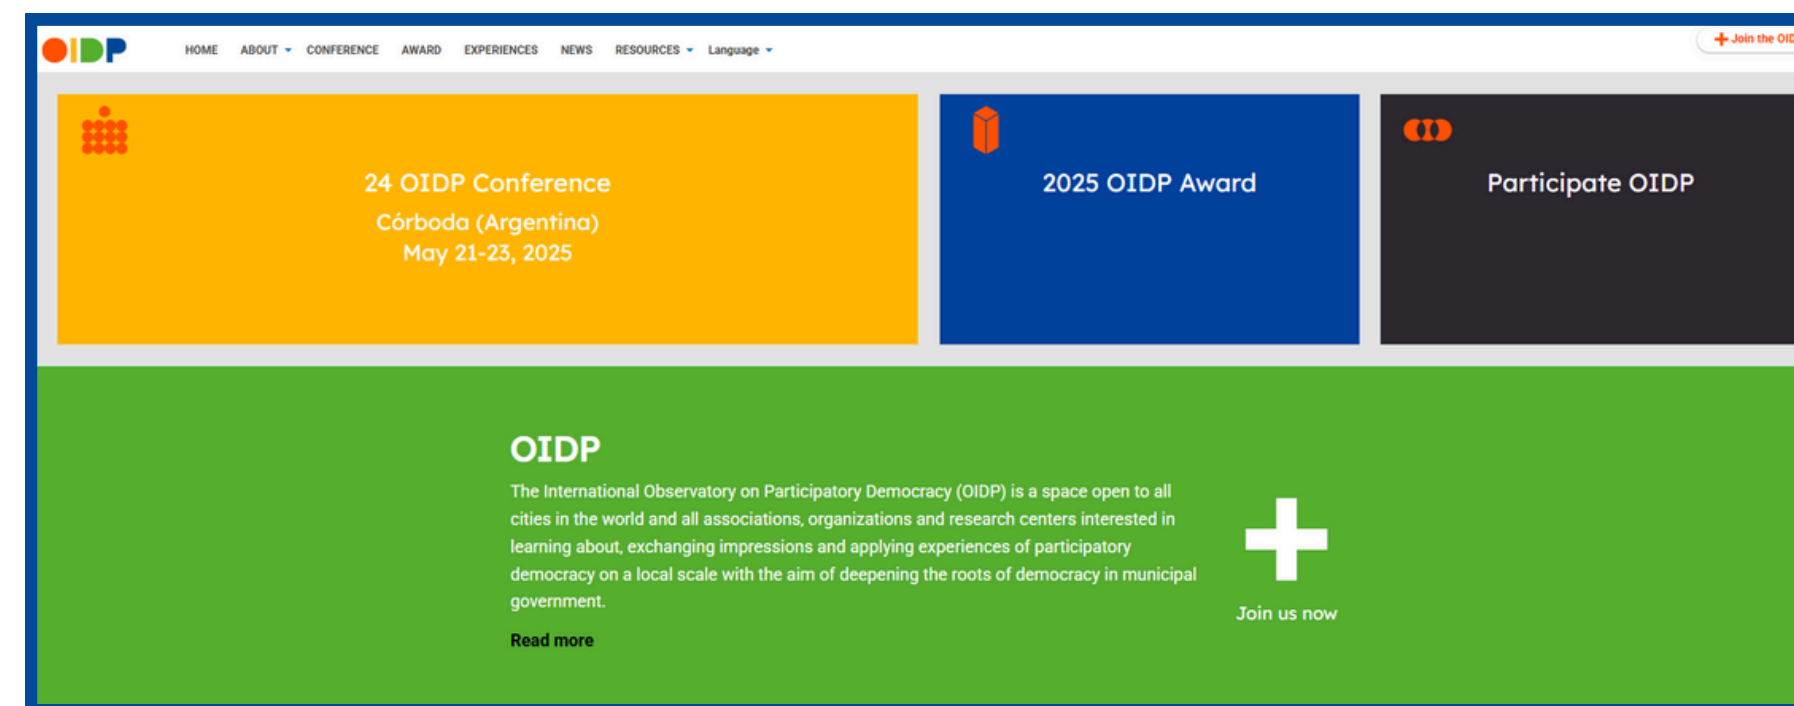 OIDP
HOME ABOUT CONFERENCE AWARD EXPERIENCES NEWS RESOURCES Language
Join the OID
24 OIDP Conference
Córboda (Argentina)
May 21-23, 2025
2025 OIDP Award
Participate OIDP
OIDP
The International Observatory on Participatory Democracy (OIDP) is a space open to all
cities in the world and all associations, organizations and research centers interested in
learning about, exchanging impressions and applying experiences of participatory
democracy on a local scale with the aim of deepening the roots of democracy in municipal
government.
Read more
Join us now